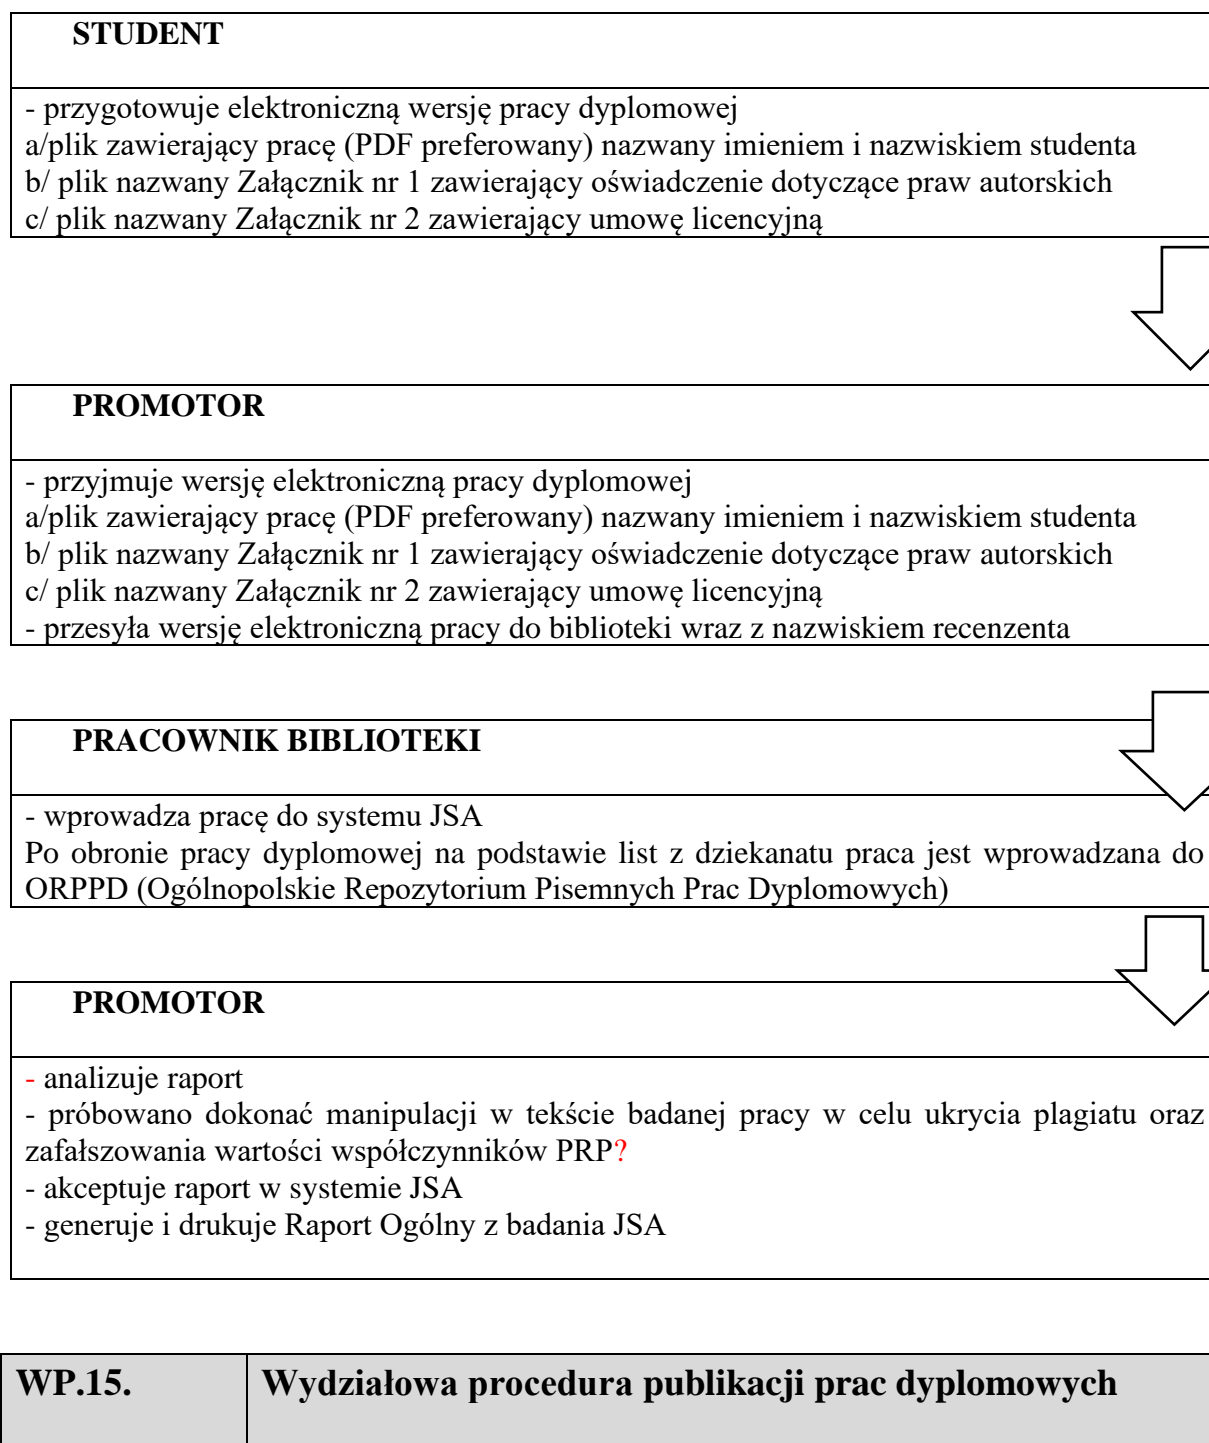 STUDENT
- przygotowuje elektroniczną wersję pracy dyplomowej
a/plik zawierający pracę (PDF preferowany) nazwany imieniem i nazwiskiem studenta
b/ plik nazwany Załącznik nr 1 zawierający oświadczenie dotyczące praw autorskich
c/ plik nazwany Załącznik nr 2 zawierający umowę licencyjną
PROMOTOR
- przyjmuje wersję elektroniczną pracy dyplomowej
a/plik zawierający pracę (PDF preferowany) nazwany imieniem i nazwiskiem studenta
b/ plik nazwany Załącznik nr 1 zawierający oświadczenie dotyczące praw autorskich
c/ plik nazwany Załącznik nr 2 zawierający umowę licencyjną
- przesyła wersję elektroniczną pracy do biblioteki wraz z nazwiskiem recenzenta
PRACOWNIK BIBLIOTEKI
- wprowadza pracę do systemu JSA
Po obronie pracy dyplomowej na podstawie list z dziekanatu praca jest wprowadzana do
ORPPD (Ogólnopolskie Repozytorium Pisemnych Prac Dyplomowych)
PROMOTOR
- analizuje raport
- próbowano dokonać manipulacji w tekście badanej pracy w celu ukrycia plagiatu oraz
zafałszowania wartości współczynników PRP?
- akceptuje raport w systemie JSA
- generuje i drukuje Raport Ogólny z badania JSA
WP.15. Wydziałowa procedura publikacji prac dyplomowych